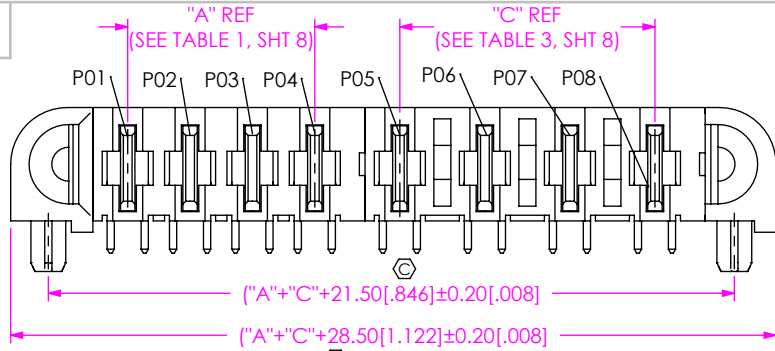 "A" REF
(SEE TABLE 1, SHT 8)
"C" REF
(SEE TABLE 3, SHT 8)
P01 P02 P03 P04 P05 P06 P07 P08
C
("A"+"C"+21.50[.846]±0.20[.008]
("A"+"C"+28.50[1.122]±0.20[.008]